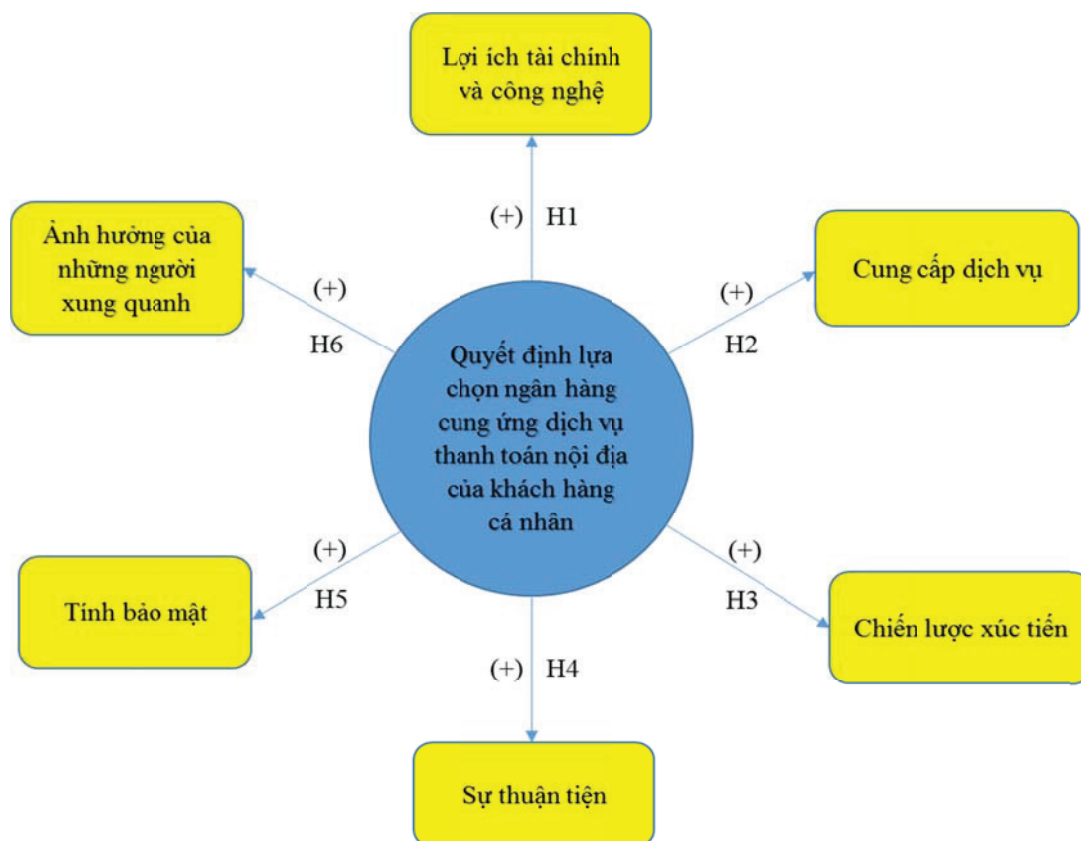 Lợi ích tài chính
và công nghệ
(+) H1
Ảnh hưởng của
những người
xung quanh
(+)
H6
Cung cấp dịch vụ
(+)
H2
Quyết định lựa
chọn ngân hàng
cung ứng dịch vụ
thanh toán nội địa
của khách hàng
cá nhân
Tính bảo mật
(+)
H5
(+)
H3
Chiến lược xúc tiến
(+) H4
Sự thuận tiện